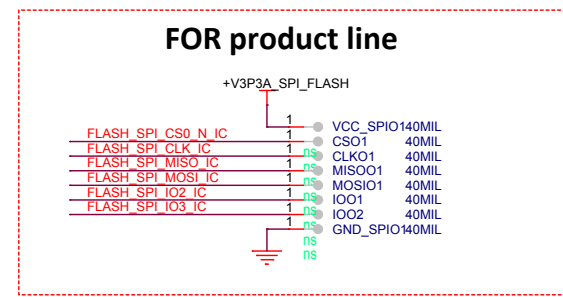 FOR product line
+V3P3A_SPI_FLASH
1 VCC_SPIO140MIL
FLASH_SPI_CS0_N_IC 1 CSO1 40MIL
FLASH_SPI_CLK_IC 1 ns CLKO1 40MIL
FLASH_SPI_MISO_IC 1 ns MISOO1 40MIL
FLASH_SPI_MOSI_IC 1 ns MOSIO1 40MIL
FLASH_SPI_IO2_IC 1 ns IOO1 40MIL
FLASH_SPI_IO3_IC 1 ns IOO2 40MIL
1 ns GND_SPIO140MIL
ns
ns